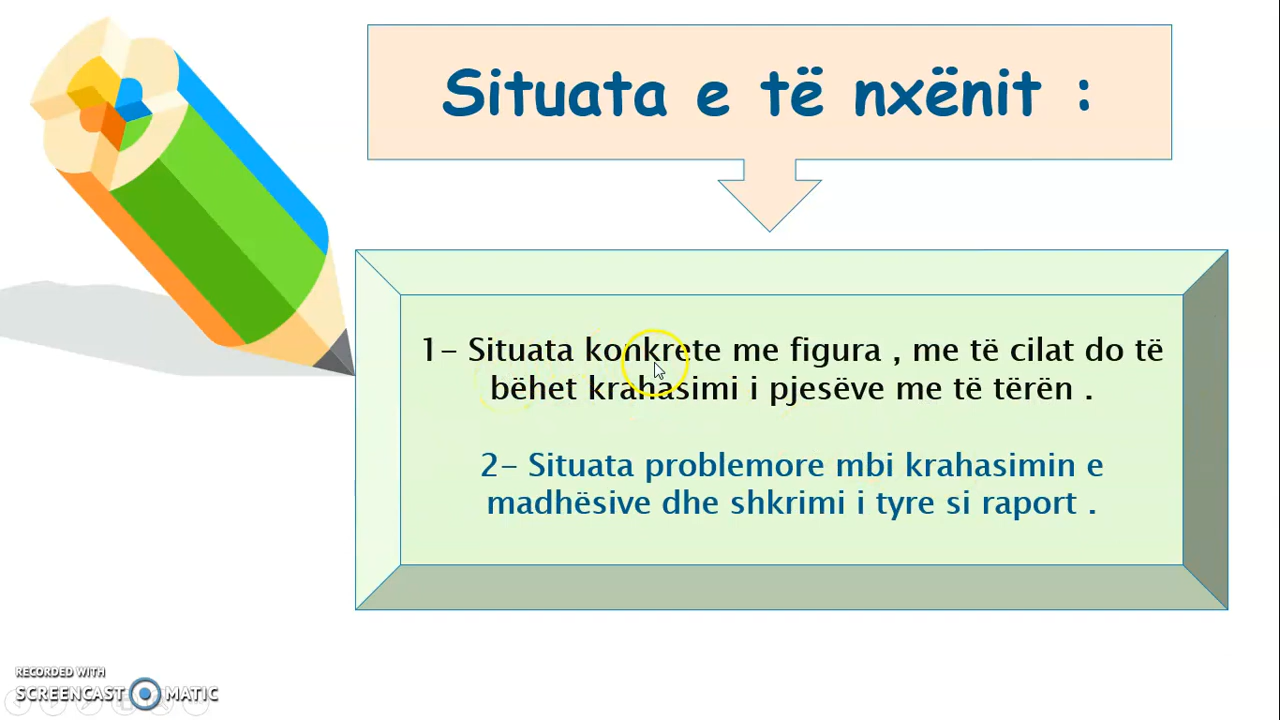 Situata e të nxënit :
1- Situata konkrete me figura , me të cilat do të
bëhet krahasimi i pjesëve me të tërën .
2- Situata problemore mbi krahasimin e
madhësive dhe shkrimi i tyre si raport .
RECORDED WITH
SCREENCAST MATIC